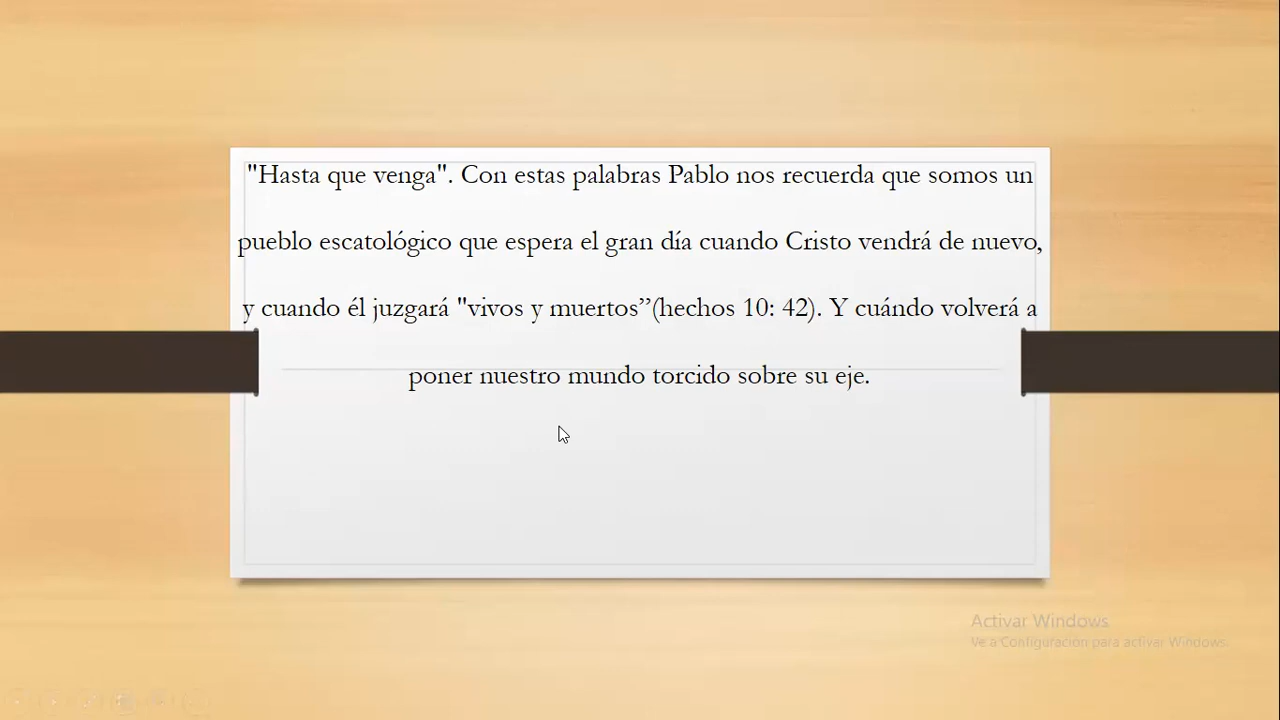 "Hasta que venga". Con estas palabras Pablo nos recuerda que somos un
pueblo escatológico que espera el gran día cuando Cristo vendrá de nuevo,
y cuando él juzgará "vivos y muertos”(hechos 10: 42). Y cuándo volverá a
poner nuestro mundo torcido sobre su eje.
Activar Windows
Ve a Configuración para activar Windows.